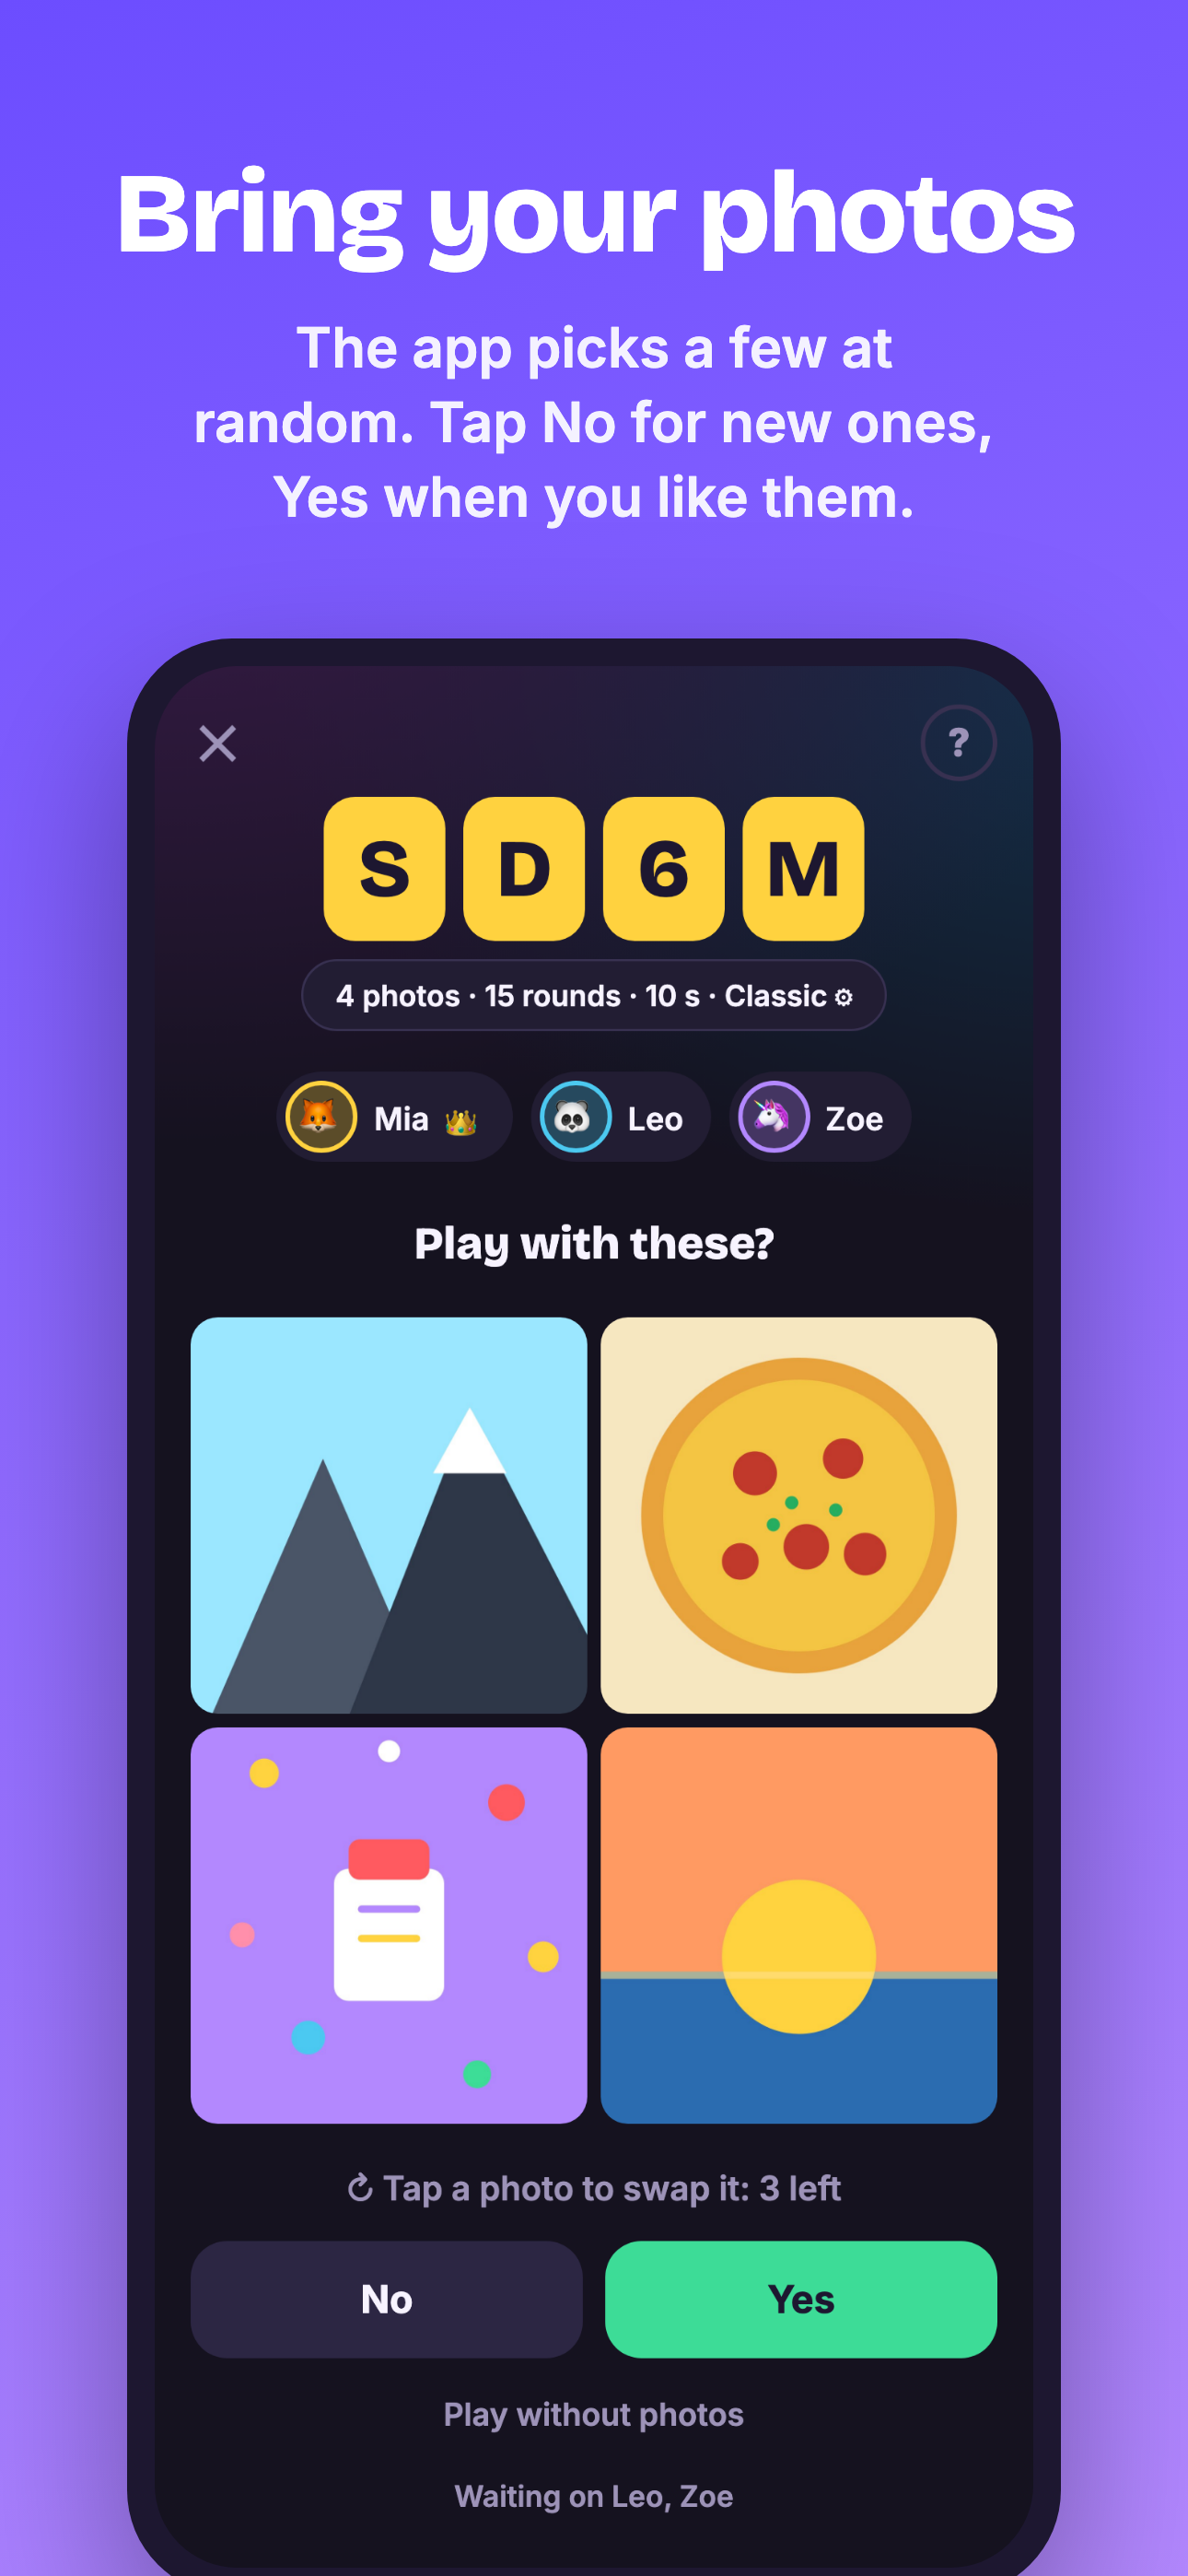 Bring your photos
The app picks a few at
random. Tap No for new ones,
Yes when you like them.
?
S D 6 M
4 photos · 15 rounds · 10 s · Classic ⚙
Mia 👑 Leo Zoe
Play with these?
↻ Tap a photo to swap it: 3 left
No Yes
Play without photos
Waiting on Leo, Zoe